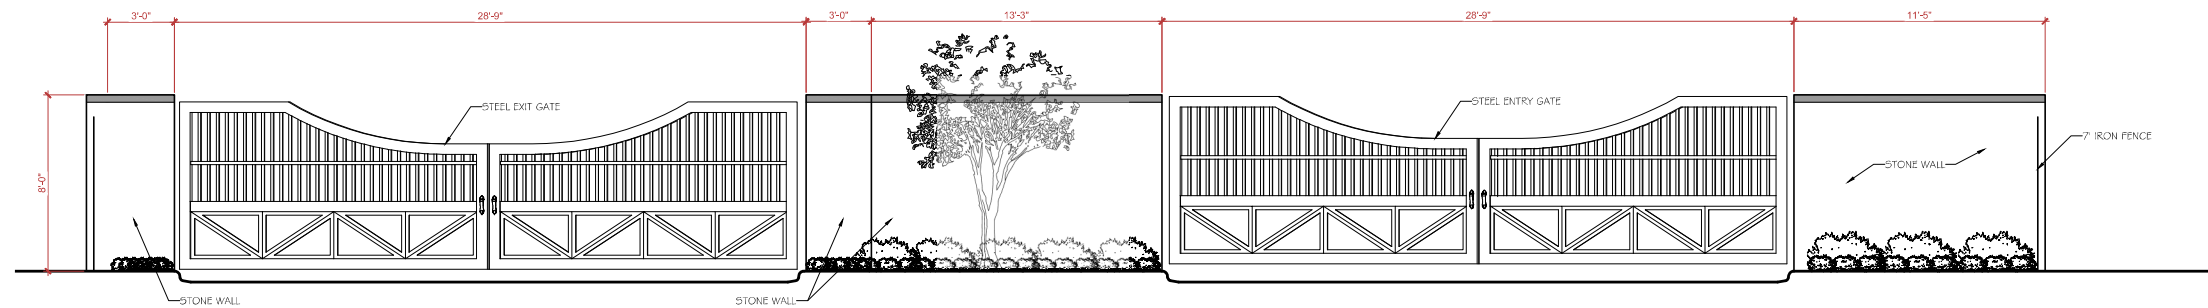 3'-0"
28'-9"
3'-0"
13'-3"
28'-9"
11'-5"
STEEL EXIT GATE
STEEL ENTRY GATE
7' IRON FENCE
STONE WALL
8'-0"
STONE WALL
STONE WALL